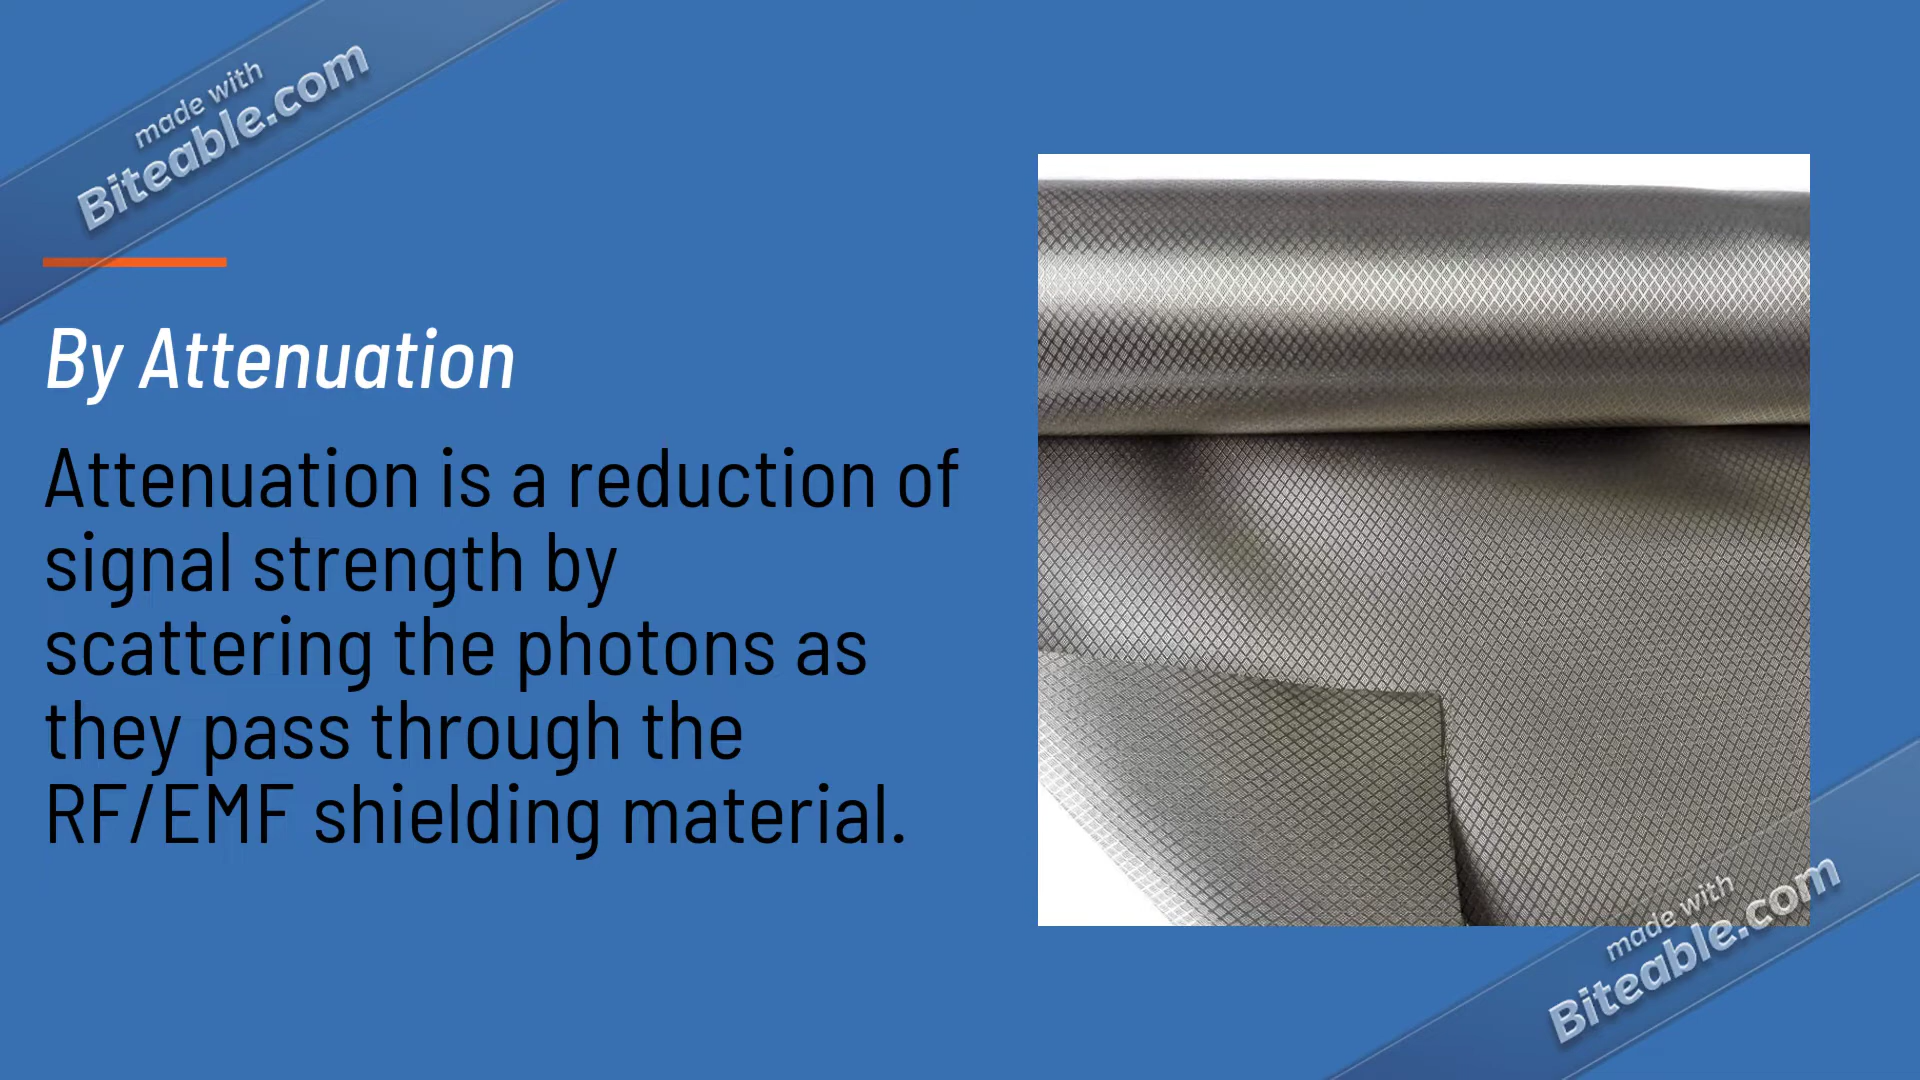 made with
Biteable.com
By Attenuation
Attenuation is a reduction of
signal strength by
scattering the photons as
they pass through the
RF/EMF shielding material.
made with
Biteable.com